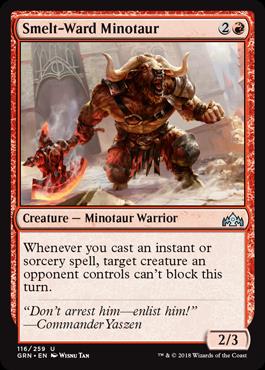 Smelt-Ward Minotaur 2
Creature — Minotaur Warrior
Whenever you cast an instant or
sorcery spell, target creature an
opponent controls can't block this
turn.
"Don't arrest him—enlist him!"
—Commander Yaszen
2/3
116/259 U
GRN • EN Wisnu Tan
™ & © 2018 Wizards of the Coast